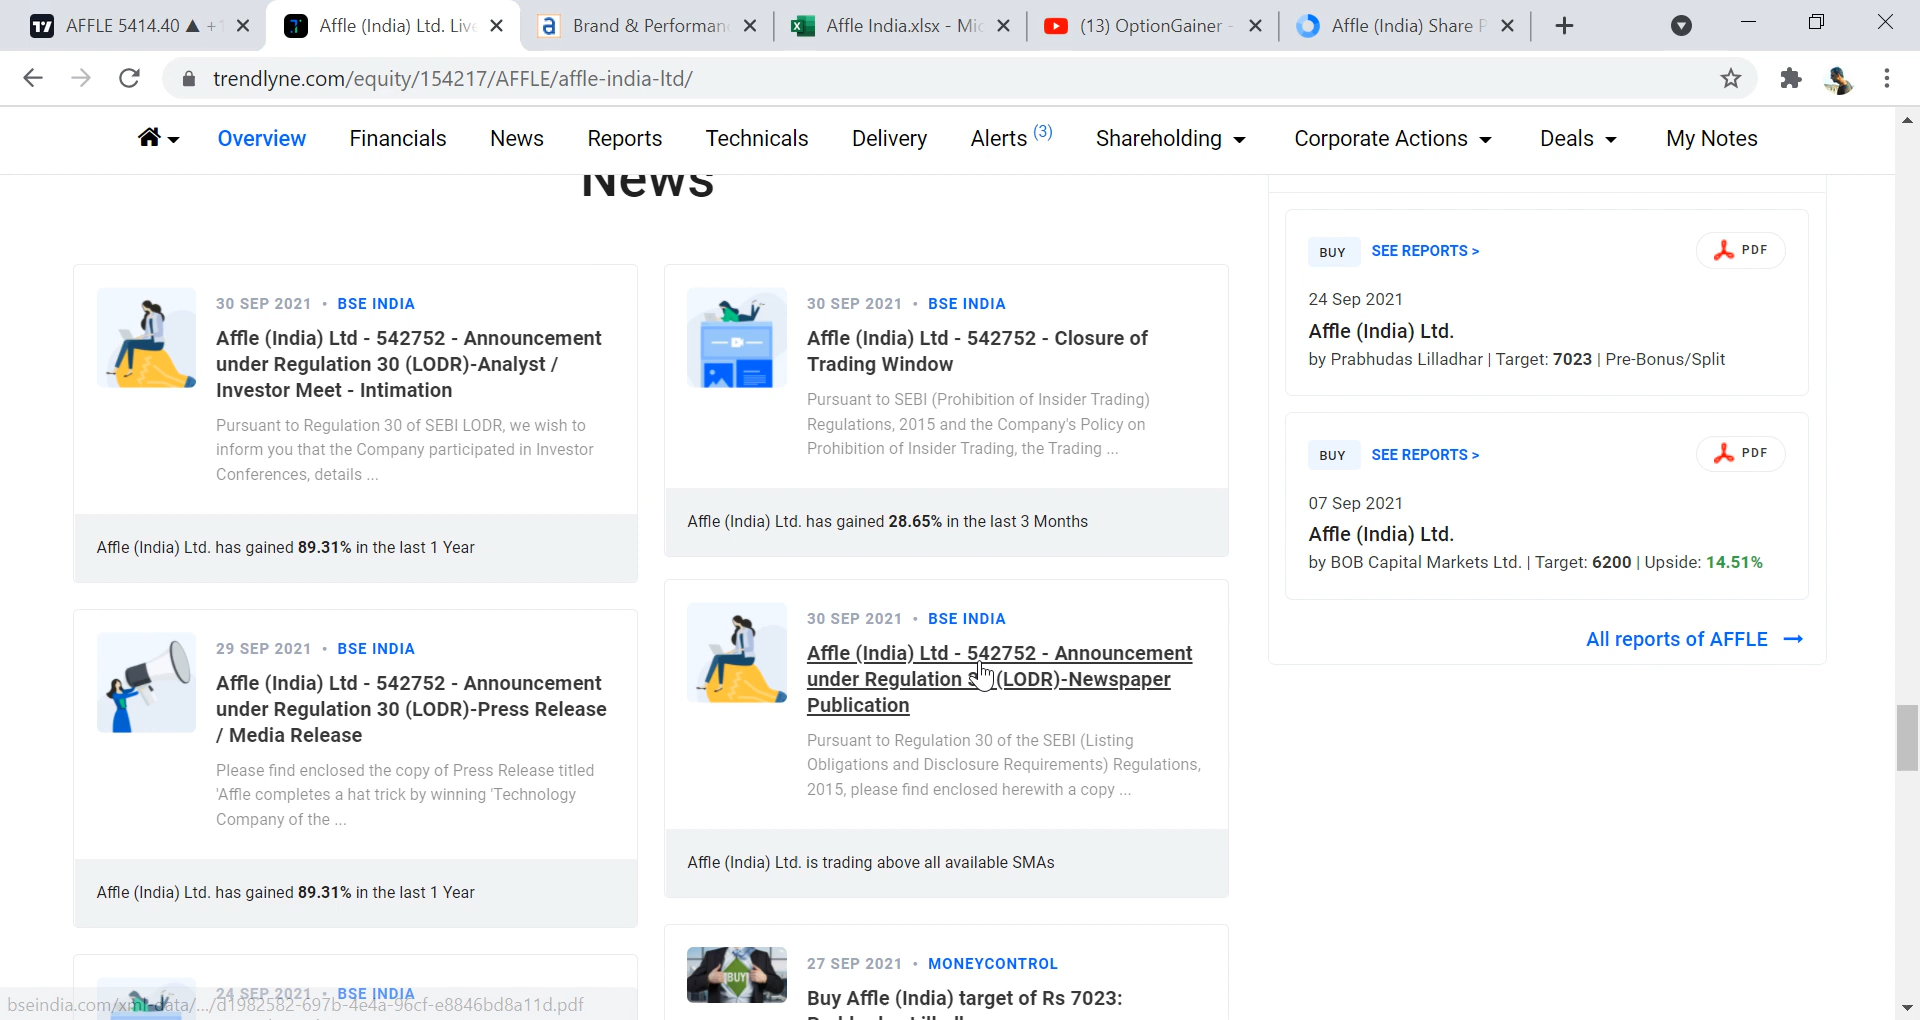 AFFLE 5414.40 ▲ +1
Affle (India) Ltd. Live
Brand & Performan
Affle India.xlsx - Mic
(13) OptionGainer -
Affle (India) Share P
trendlyne.com/equity/154217/AFFLE/affle-india-ltd/
Overview Financials News Reports Technicals Delivery Alerts (3) Shareholding Corporate Actions Deals My Notes
News
30 SEP 2021 • BSE INDIA
Affle (India) Ltd - 542752 - Announcement
under Regulation 30 (LODR)-Analyst /
Investor Meet - Intimation
Pursuant to Regulation 30 of SEBI LODR, we wish to
inform you that the Company participated in Investor
Conferences, details ...
Affle (India) Ltd. has gained 89.31% in the last 1 Year
29 SEP 2021 • BSE INDIA
Affle (India) Ltd - 542752 - Announcement
under Regulation 30 (LODR)-Press Release
/ Media Release
Please find enclosed the copy of Press Release titled
'Affle completes a hat trick by winning 'Technology
Company of the ...
Affle (India) Ltd. has gained 89.31% in the last 1 Year
24 SEP 2021 • BSE INDIA
30 SEP 2021 • BSE INDIA
Affle (India) Ltd - 542752 - Closure of
Trading Window
Pursuant to SEBI (Prohibition of Insider Trading)
Regulations, 2015 and the Company's Policy on
Prohibition of Insider Trading, the Trading ...
Affle (India) Ltd. has gained 28.65% in the last 3 Months
30 SEP 2021 • BSE INDIA
Affle (India) Ltd - 542752 - Announcement
under Regulation (LODR)-Newspaper
Publication
Pursuant to Regulation 30 of the SEBI (Listing
Obligations and Disclosure Requirements) Regulations,
2015, please find enclosed herewith a copy ...
Affle (India) Ltd. is trading above all available SMAs
27 SEP 2021 • MONEYCONTROL
BUY
Buy Affle (India) target of Rs 7023:
BUY SEE REPORTS > PDF
24 Sep 2021
Affle (India) Ltd.
by Prabhudas Lilladhar | Target: 7023 | Pre-Bonus/Split
BUY SEE REPORTS > PDF
07 Sep 2021
Affle (India) Ltd.
by BOB Capital Markets Ltd. | Target: 6200 | Upside: 14.51%
All reports of AFFLE →
bseindia.com/xml-data/.../d1982582-697b-4e4a-96cf-e8846bd8a11d.pdf